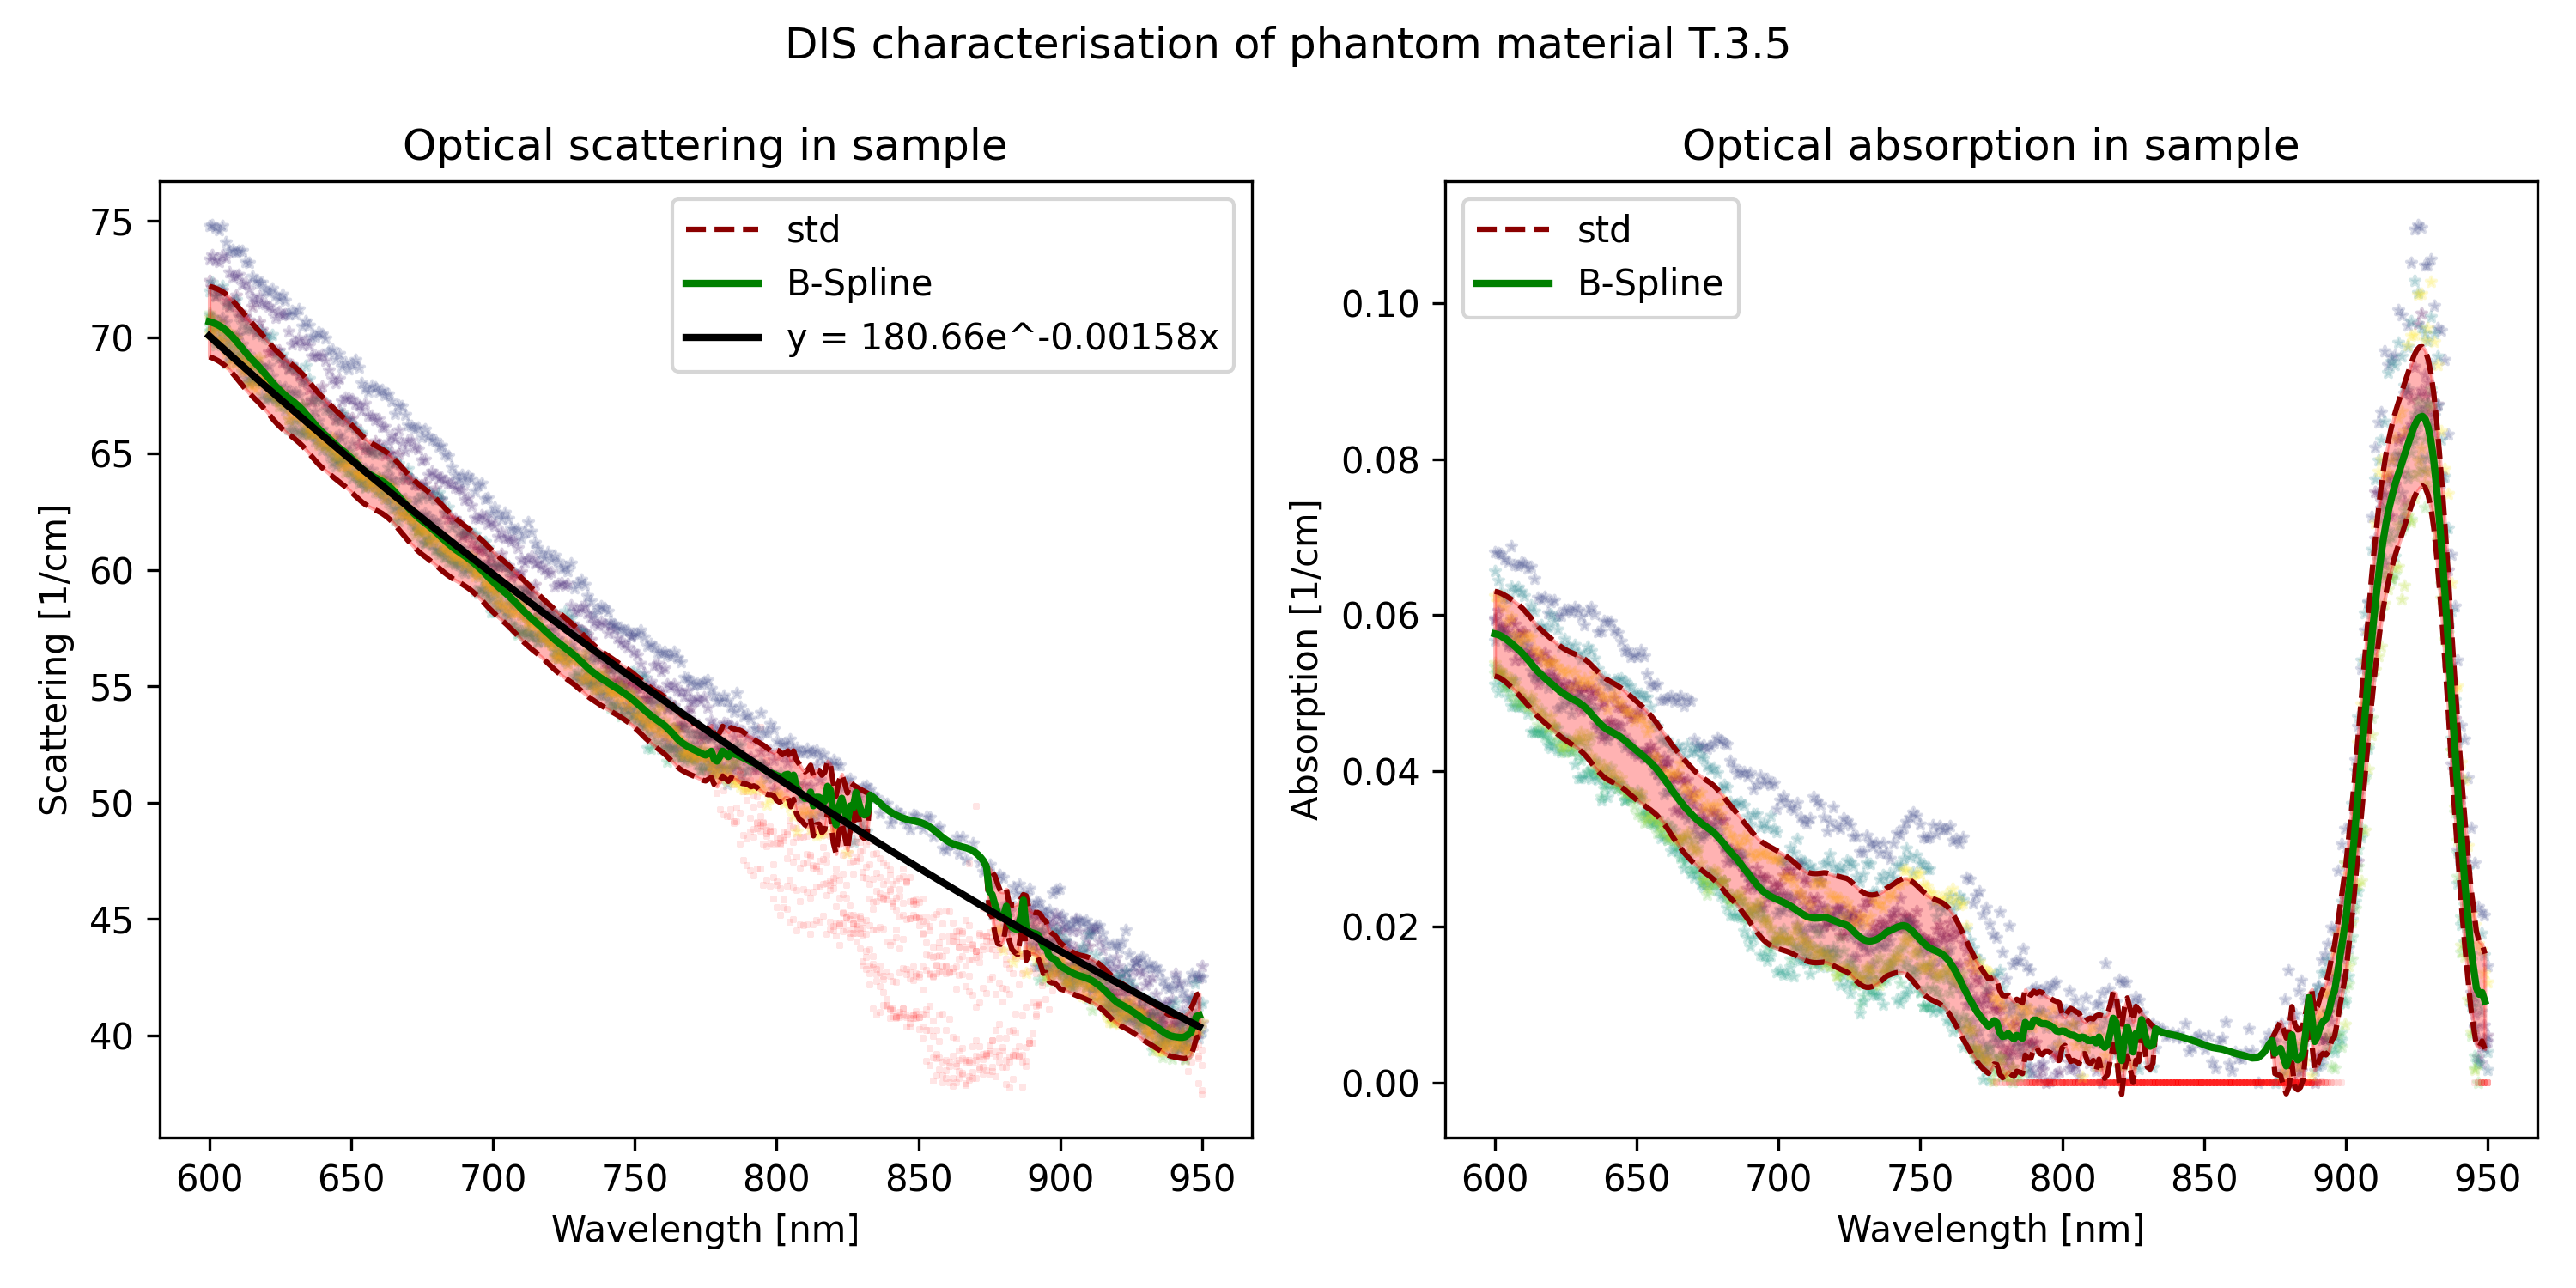 DIS characterisation of phantom material T.3.5
Optical scattering in sample
75
70
65
60
55
50
45
40
Scattering [1/cm]
std
B-Spline
y = 180.66e^-0.00158x
600 650 700 750 800 850 900 950
Wavelength [nm]
Optical absorption in sample
0.10
0.08
0.06
0.04
0.02
0.00
Absorption [1/cm]
std
B-Spline
600 650 700 750 800 850 900 950
Wavelength [nm]